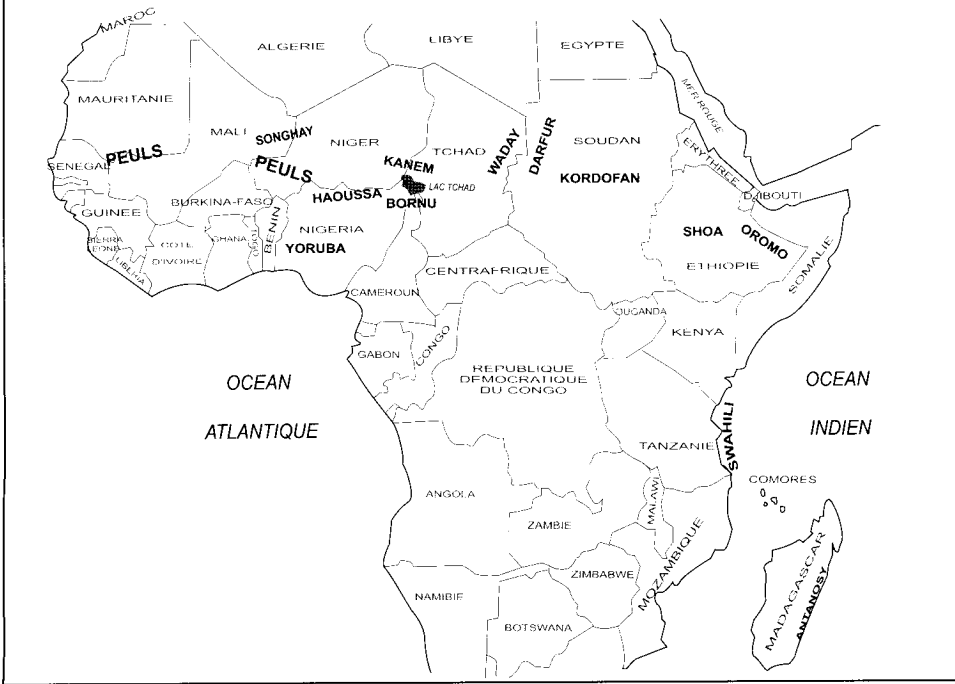 MAROC
ALGERIE
LIBYE
EGYPTE
MER ROUGE
MAURITANIE
MALI
SONGHAY
NIGER
TCHAD
WADAY
DARFUR
SOUDAN
ERYTHREE
SENEGAL
PEULS
PEULS
KANEM
LAC TCHAD
KORDOFAN
DJIBOUTI
HAOUSSA
BORNU
GUINEE
BURKINA-FASO
BENIN
NIGERIA
SHOA
OROMO
SIERRA
LEONE
COTE
D'IVOIRE
GHANA
TOGO
YORUBA
ETHIOPIE
SOMALIE
LIBERIA
CENTRAFRIQUE
CAMEROUN
OUGANDA
KENYA
GABON
CONGO
REPUBLIQUE
DEMOCRATIQUE
DU CONGO
OCEAN
ATLANTIQUE
OCEAN
INDIEN
TANZANIE
SWAHILI
COMORES
ANGOLA
MALAWI
ZAMBIE
MOZAMBIQUE
ZIMBABWE
MADAGASCAR
ANTANOSY
NAMIBIE
BOTSWANA